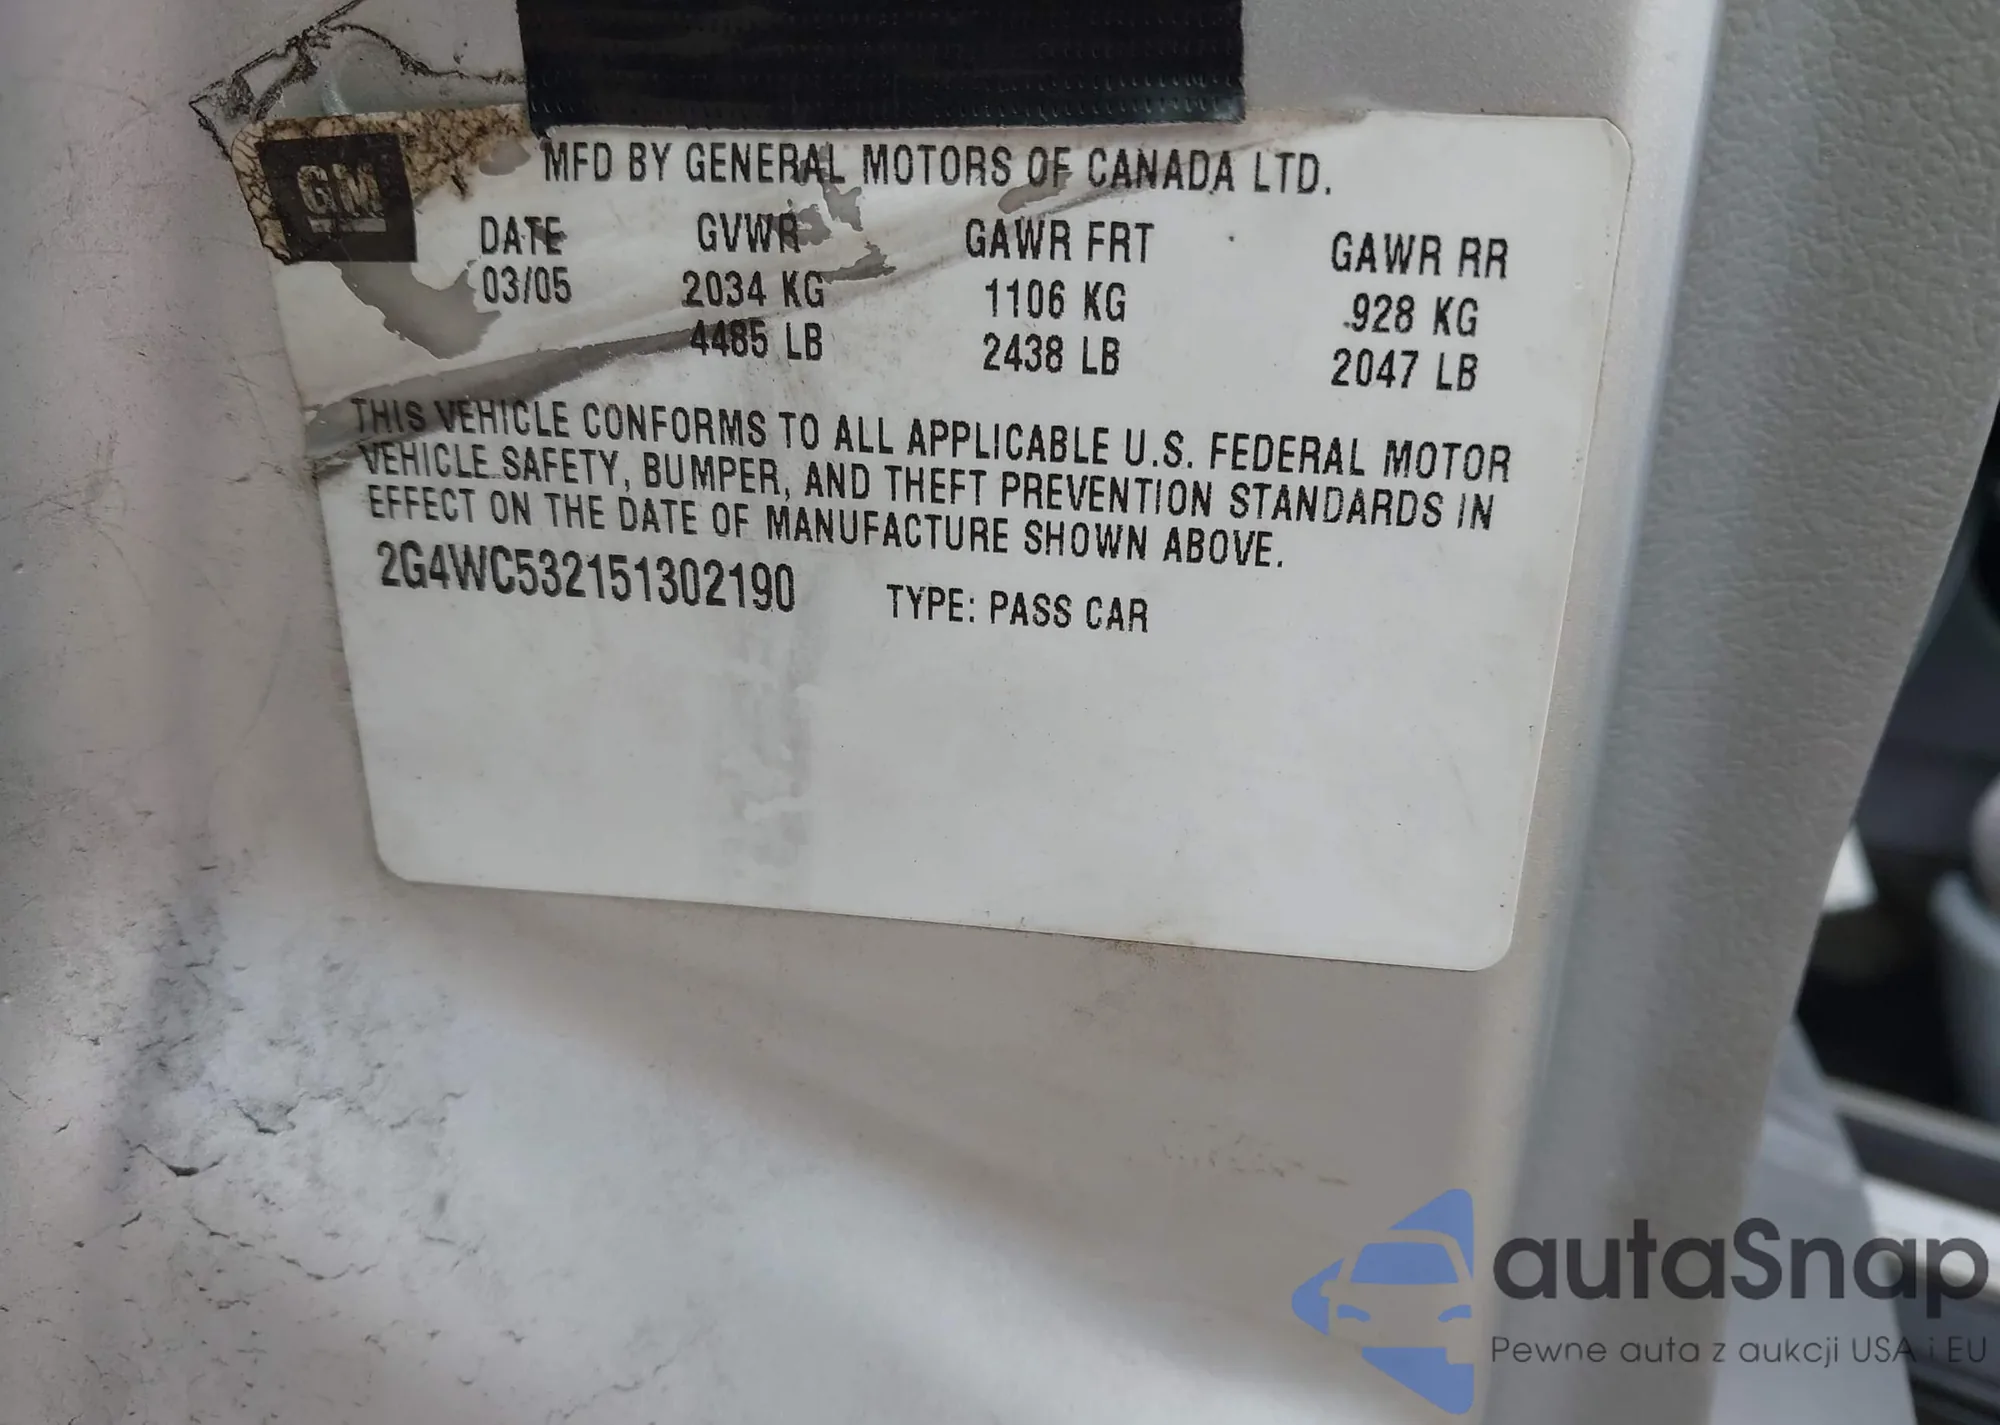 GM
MFD BY GENERAL MOTORS OF CANADA LTD.
DATE GVWR GAWR FRT GAWR RR
03/05 2034 KG 1106 KG 928 KG
4485 LB 2438 LB 2047 LB
THIS VEHICLE CONFORMS TO ALL APPLICABLE U.S. FEDERAL MOTOR
VEHICLE SAFETY, BUMPER, AND THEFT PREVENTION STANDARDS IN
EFFECT ON THE DATE OF MANUFACTURE SHOWN ABOVE.
2G4WC532151302190 TYPE: PASS CAR
autaSnap
Pewne auta z aukcji USA i EU